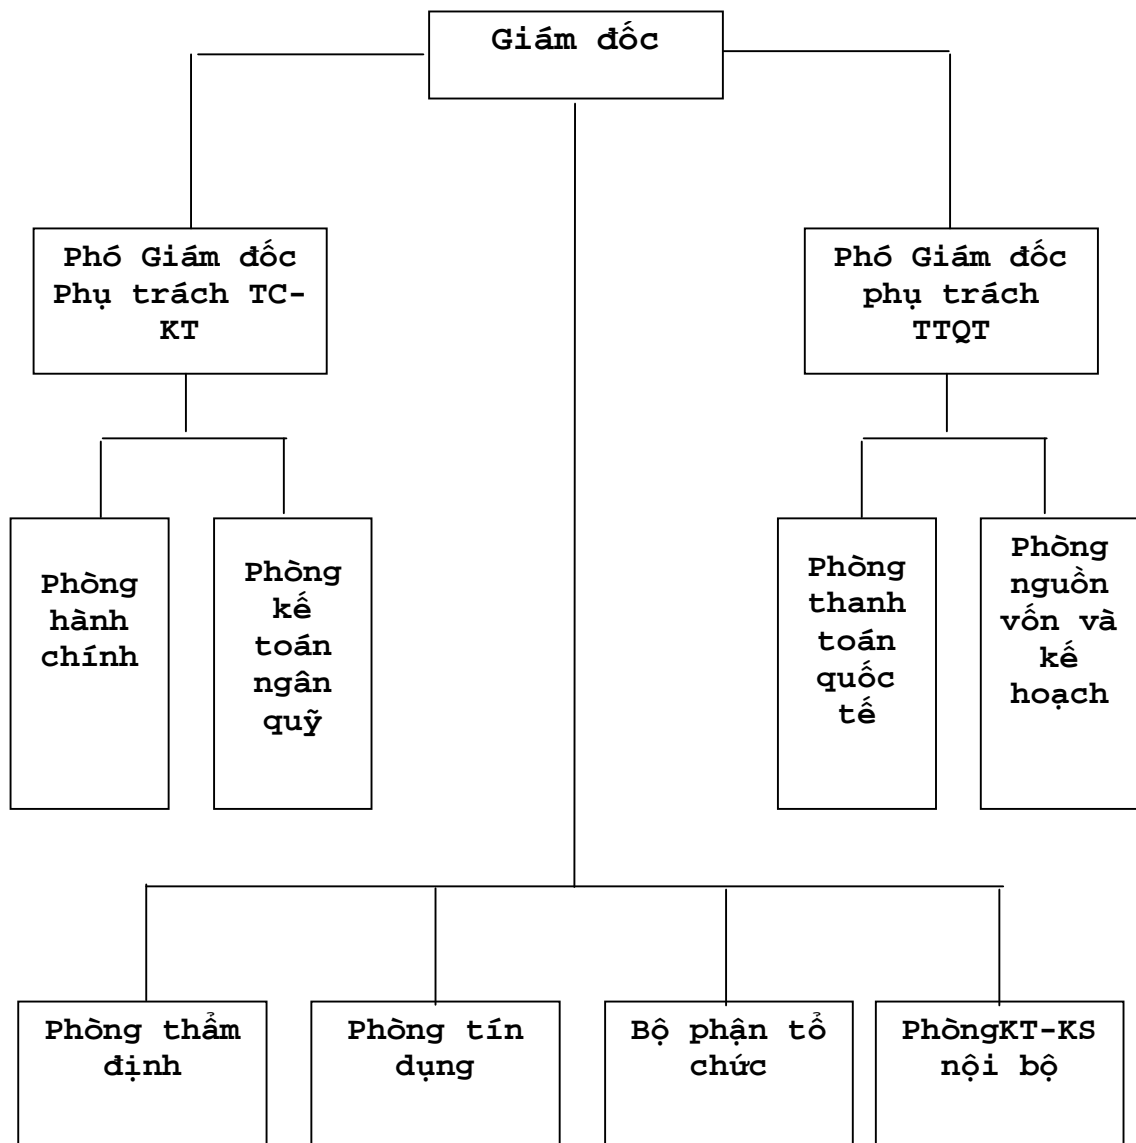 Giám đốc
Phó Giám đốc
Phụ trách TC-
KT
Phó Giám đốc
phụ trách
TTQT
Phòng
hành
chính
Phòng
kế
toán
ngân
quỹ
Phòng
thanh
toán
quốc
tế
Phòng
nguồn
vốn và
kế
hoạch
Phòng thẩm
định
Phòng tín
dụng
Bộ phận tổ
chức
PhòngKT-KS
nội bộ